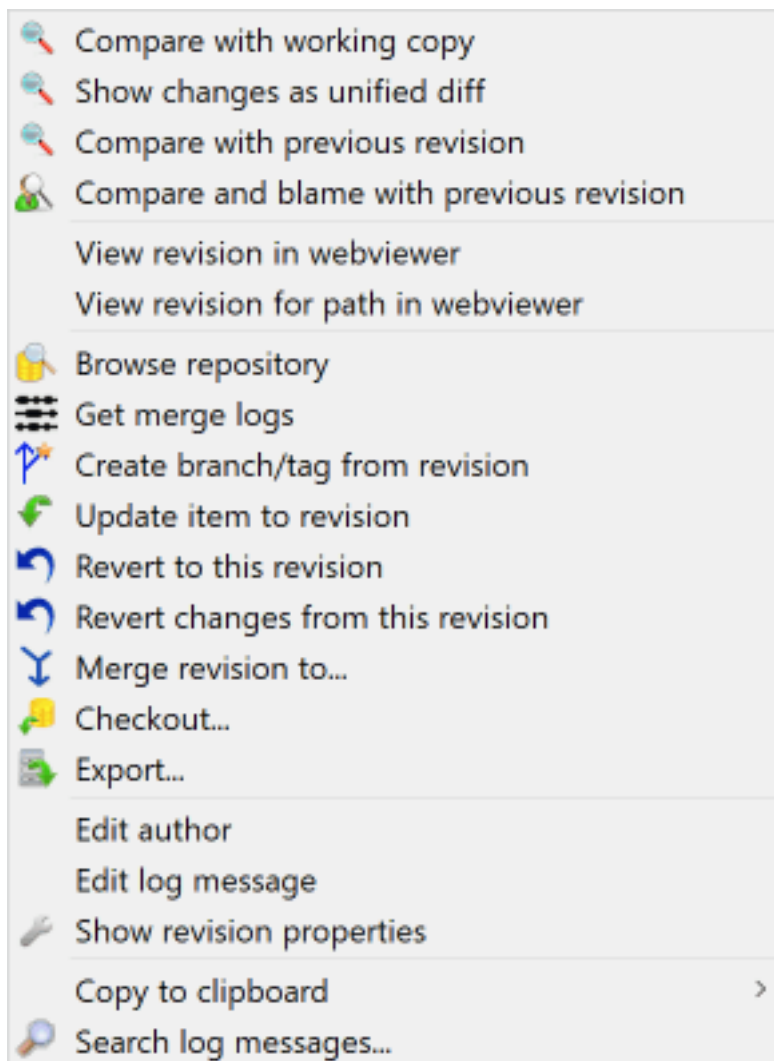 Compare with working copy
Show changes as unified diff
Compare with previous revision
Compare and blame with previous revision
View revision in webviewer
View revision for path in webviewer
Browse repository
Get merge logs
Create branch/tag from revision
Update item to revision
Revert to this revision
Revert changes from this revision
Merge revision to...
Checkout...
Export...
Edit author
Edit log message
Show revision properties
Copy to clipboard
Search log messages...